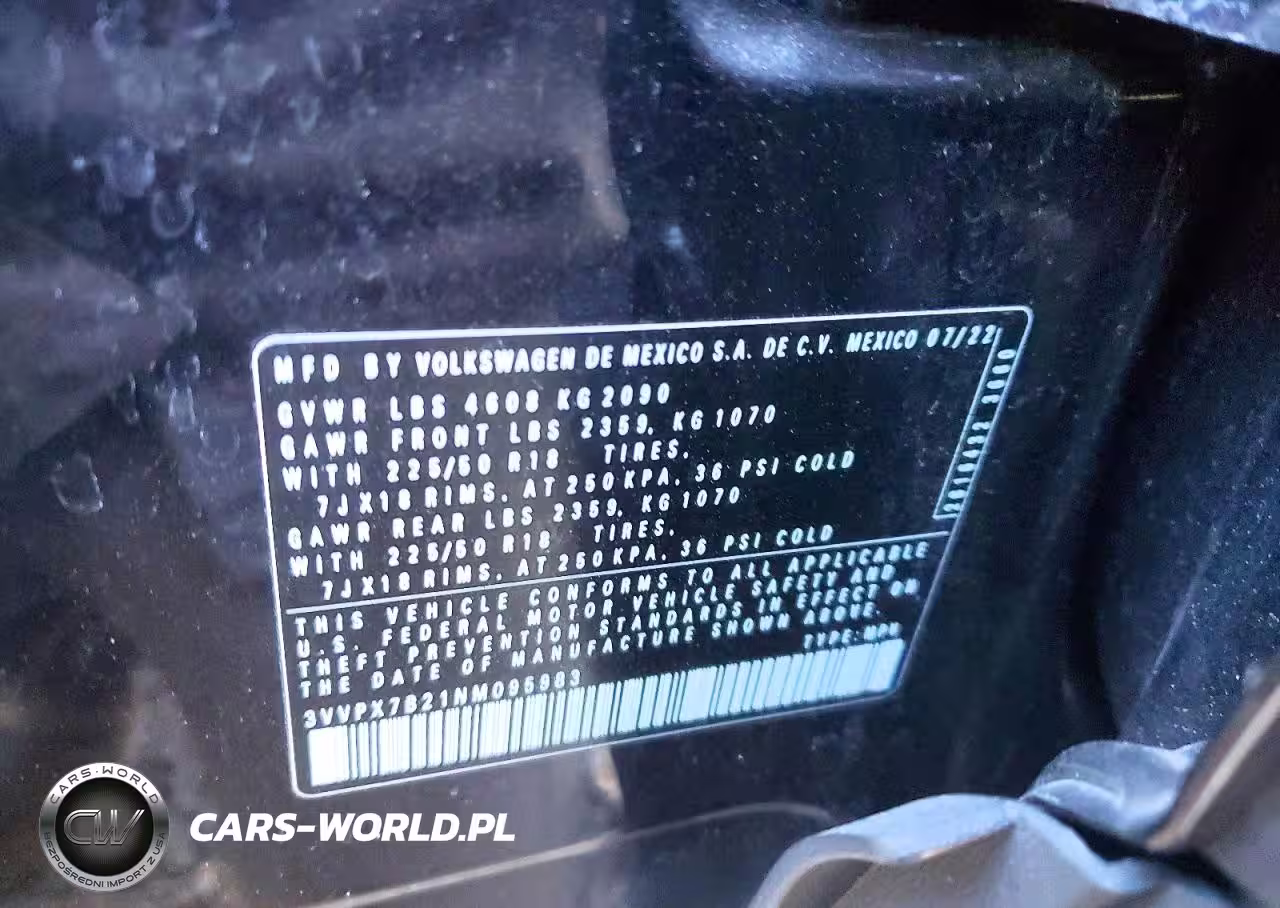 MFD BY VOLKSWAGEN DE MEXICO S.A. DE C.V. MEXICO 07/22
GVWR LBS 4608 KG 2090
GAWR FRONT LBS 2359, KG 1070
WITH 225/50 R18 TIRES,
7JX18 RIMS, AT 250 KPA, 36 PSI COLD
GAWR REAR LBS 2359, KG 1070
WITH 225/50 R18 TIRES,
7JX18 RIMS, AT 250 KPA, 36 PSI COLD
THIS VEHICLE CONFORMS TO ALL APPLICABLE
U.S. FEDERAL MOTOR VEHICLE SAFETY AND
THEFT PREVENTION STANDARDS IN EFFECT ON
THE DATE OF MANUFACTURE SHOWN ABOVE.
TYPE: MPV
3VVPX7B21NM095983
CARS-WORLD
CW
BEZPOŚREDNI IMPORT Z USA
CARS-WORLD.PL